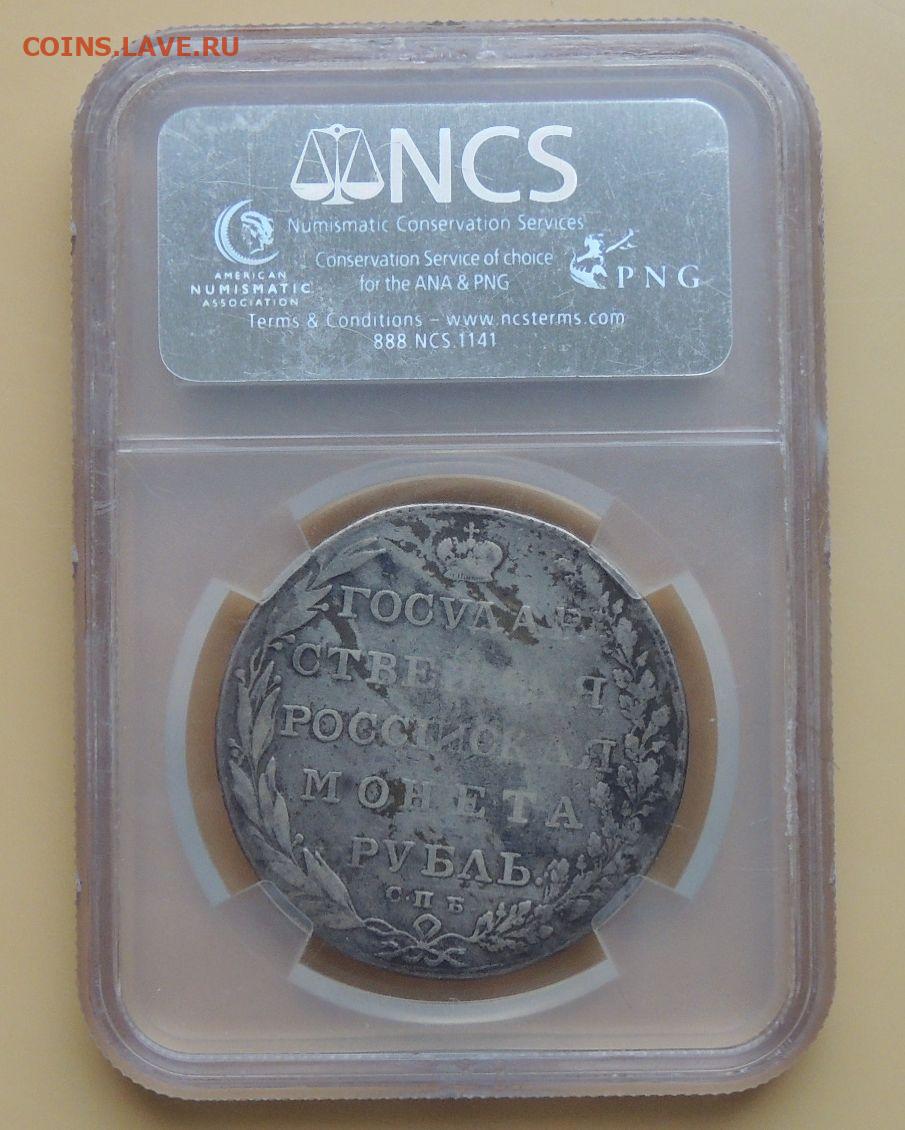 COINS.LAVE.RU
NCS
Numismatic Conservation Services
Conservation Service of choice
for the ANA & PNG
AMERICAN
NUMISMATIC
ASSOCIATION
PNG
Terms & Conditions – www.ncsterms.com
888.NCS.1141
ГОСУДАР
СТВЕННАЯ
РОССІЙСКАЯ
МОНЕТА
РУБЛЬ.
С·П·Б